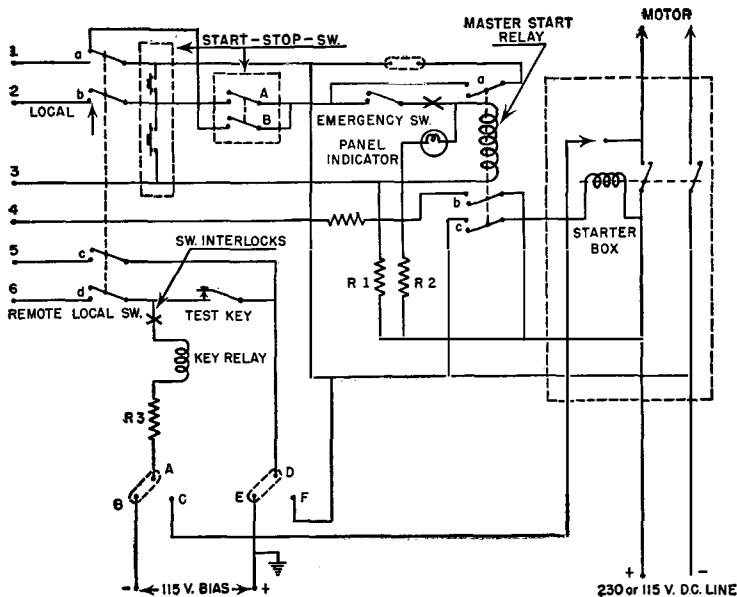 MOTOR
MASTER START
RELAY
START-STOP-SW.
1
a
a
2
b
A
LOCAL
B
EMERGENCY SW.
PANEL
INDICATOR
3
b
4
c
STARTER
BOX
SW. INTERLOCKS
5
c
R 1
R 2
6
d
REMOTE LOCAL SW.
TEST KEY
KEY RELAY
R3
A
D
B
C
E
F
- 115 V. BIAS +
+ -
230 or 115 V. D.C. LINE